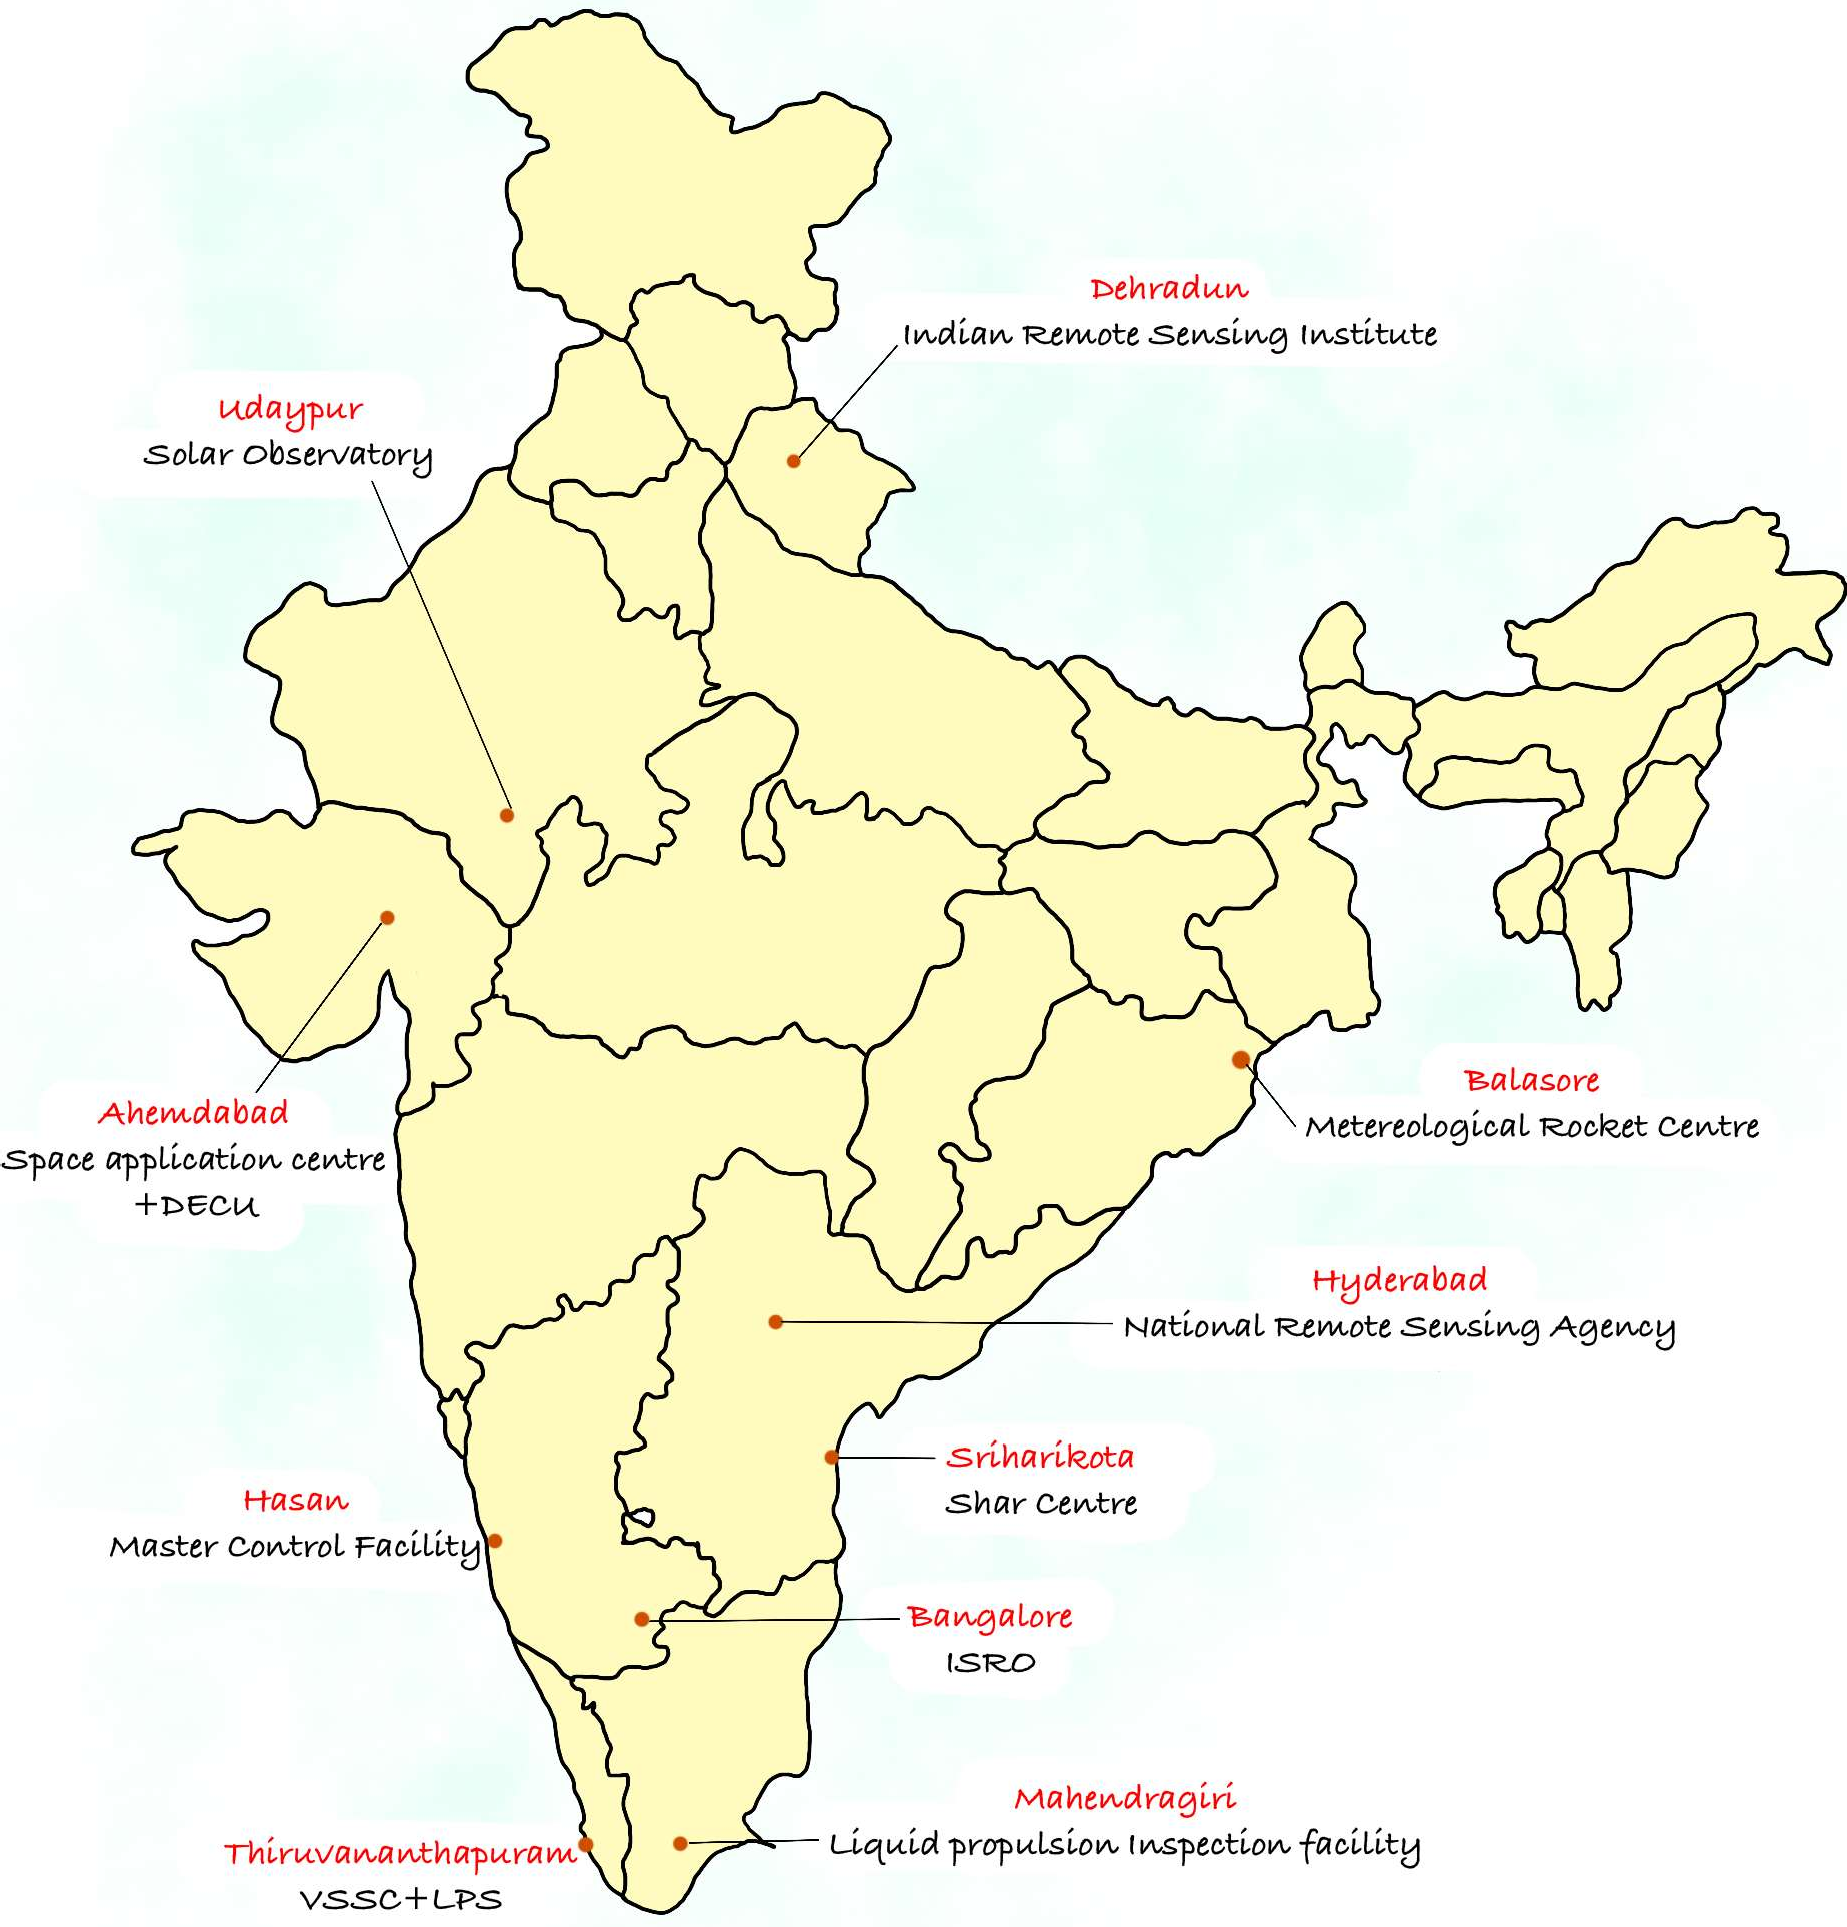 Dehradun
Indian Remote Sensing Institute
Udaypur
Solar Observatory
Ahemdabad
Space application centre
+DECU
Balasore
Metereological Rocket Centre
Hyderabad
National Remote Sensing Agency
Sriharikota
Shar Centre
Hasan
Master Control Facility
Bangalore
ISRO
Mahendragiri
Liquid propulsion Inspection facility
Thiruvananthapuram
VSSC+LPS